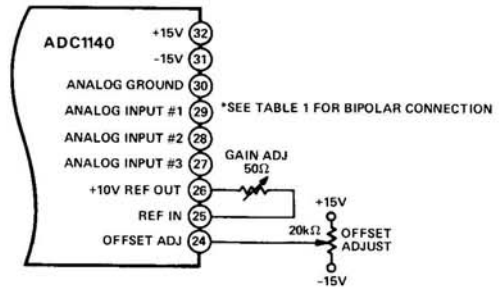 ADC1140
+15V 32
-15V 31
ANALOG GROUND 30
ANALOG INPUT #1 29 *SEE TABLE 1 FOR BIPOLAR CONNECTION
ANALOG INPUT #2 28
ANALOG INPUT #3 27
GAIN ADJ
50Ω
+10V REF OUT 26
REF IN 25
OFFSET ADJ 24
+15V
20kΩ OFFSET
ADJUST
-15V